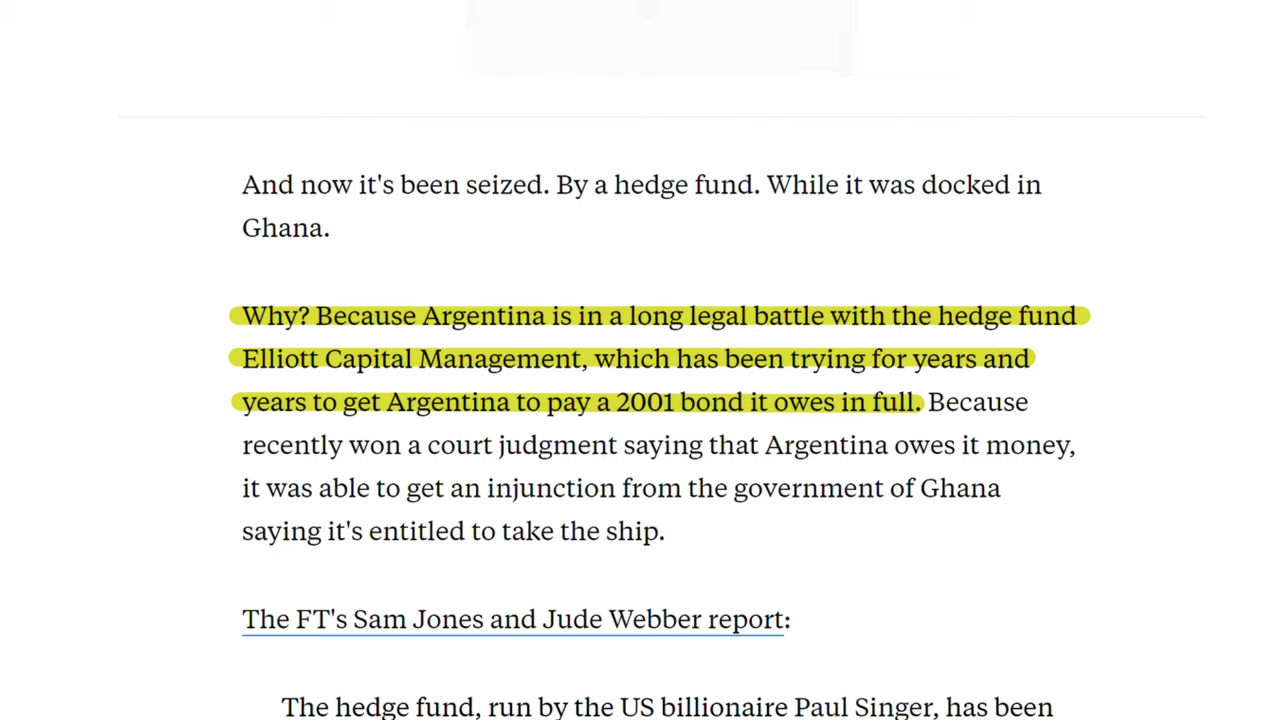 And now it's been seized. By a hedge fund. While it was docked in
Ghana.
Why? Because Argentina is in a long legal battle with the hedge fund
Elliott Capital Management, which has been trying for years and
years to get Argentina to pay a 2001 bond it owes in full. Because
recently won a court judgment saying that Argentina owes it money,
it was able to get an injunction from the government of Ghana
saying it's entitled to take the ship.
The FT's Sam Jones and Jude Webber report:
The hedge fund, run by the US billionaire Paul Singer, has been